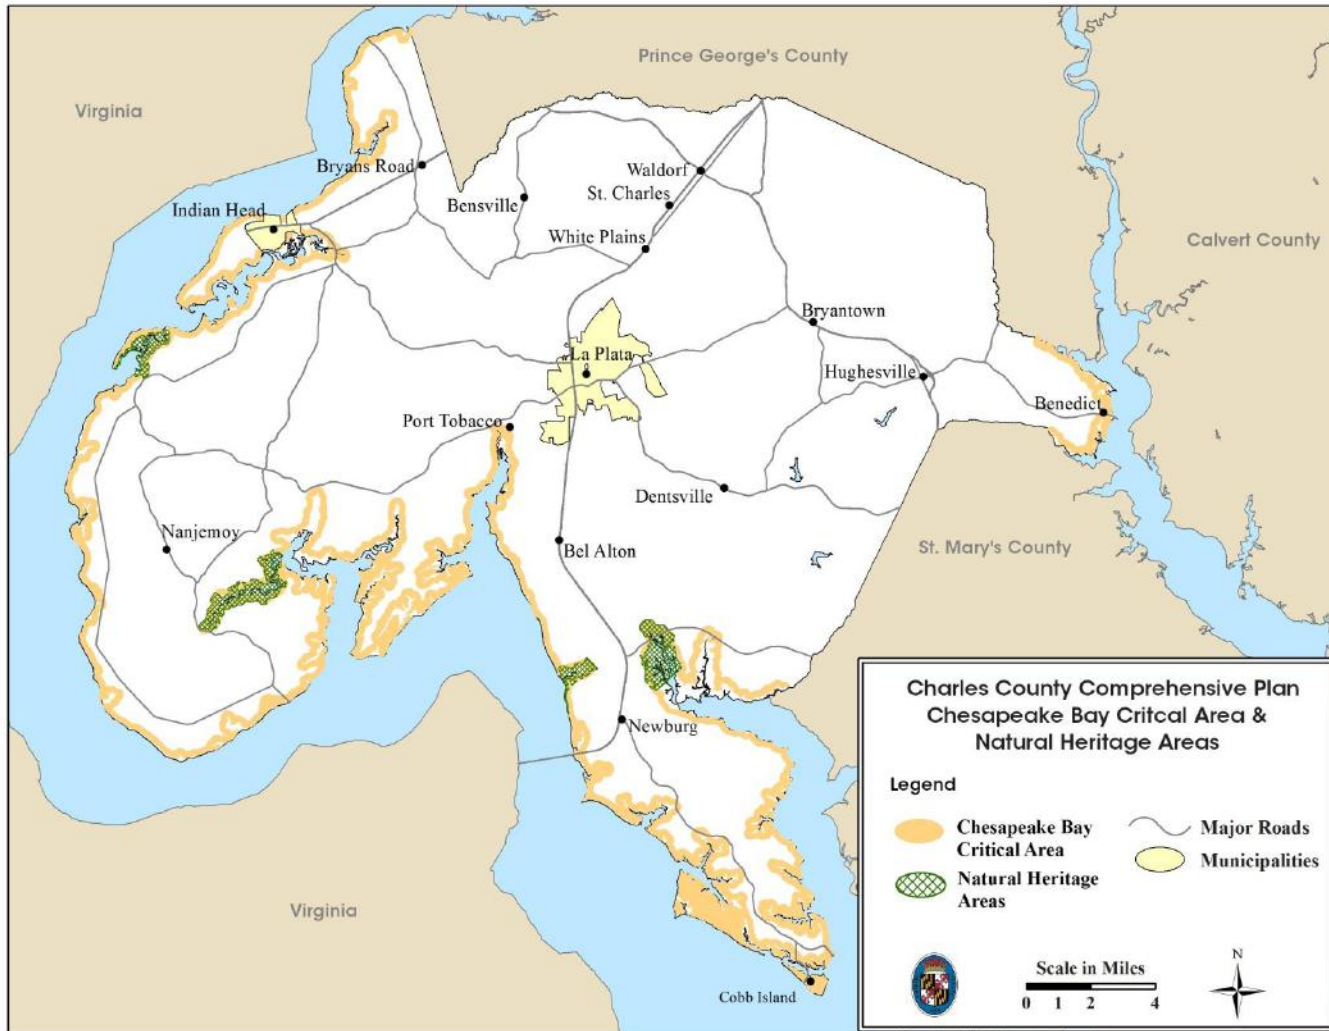 Prince George's County
Virginia
Bryans Road
Waldorf
St. Charles
Bensville
Indian Head
White Plains
Calvert County
Bryantown
La Plata
Hughesville
Benedict
Port Tobacco
Dentsville
Nanjemoy
Bel Alton
St. Mary's County
Newburg
Virginia
Cobb Island
Charles County Comprehensive Plan
Chesapeake Bay Critcal Area &
Natural Heritage Areas
Legend
Chesapeake Bay
Critical Area
Natural Heritage
Areas
Major Roads
Municipalities
Scale in Miles
0 1 2 4
N